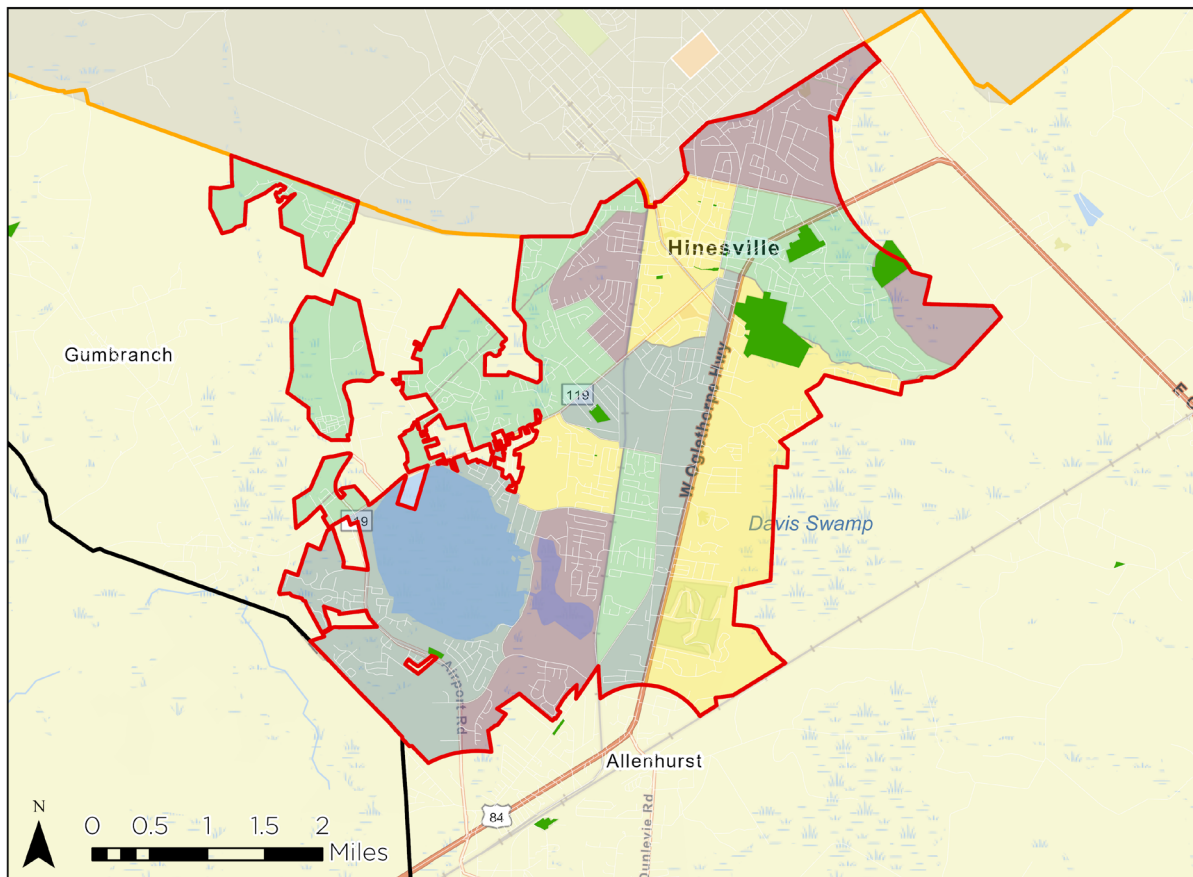 Hinesville
Gumbranch
119
W Oglethorpe Hwy
119
Davis Swamp
Airport Rd
Allenhurst
84
Dunlevie Rd
N
0 0.5 1 1.5 2
Miles